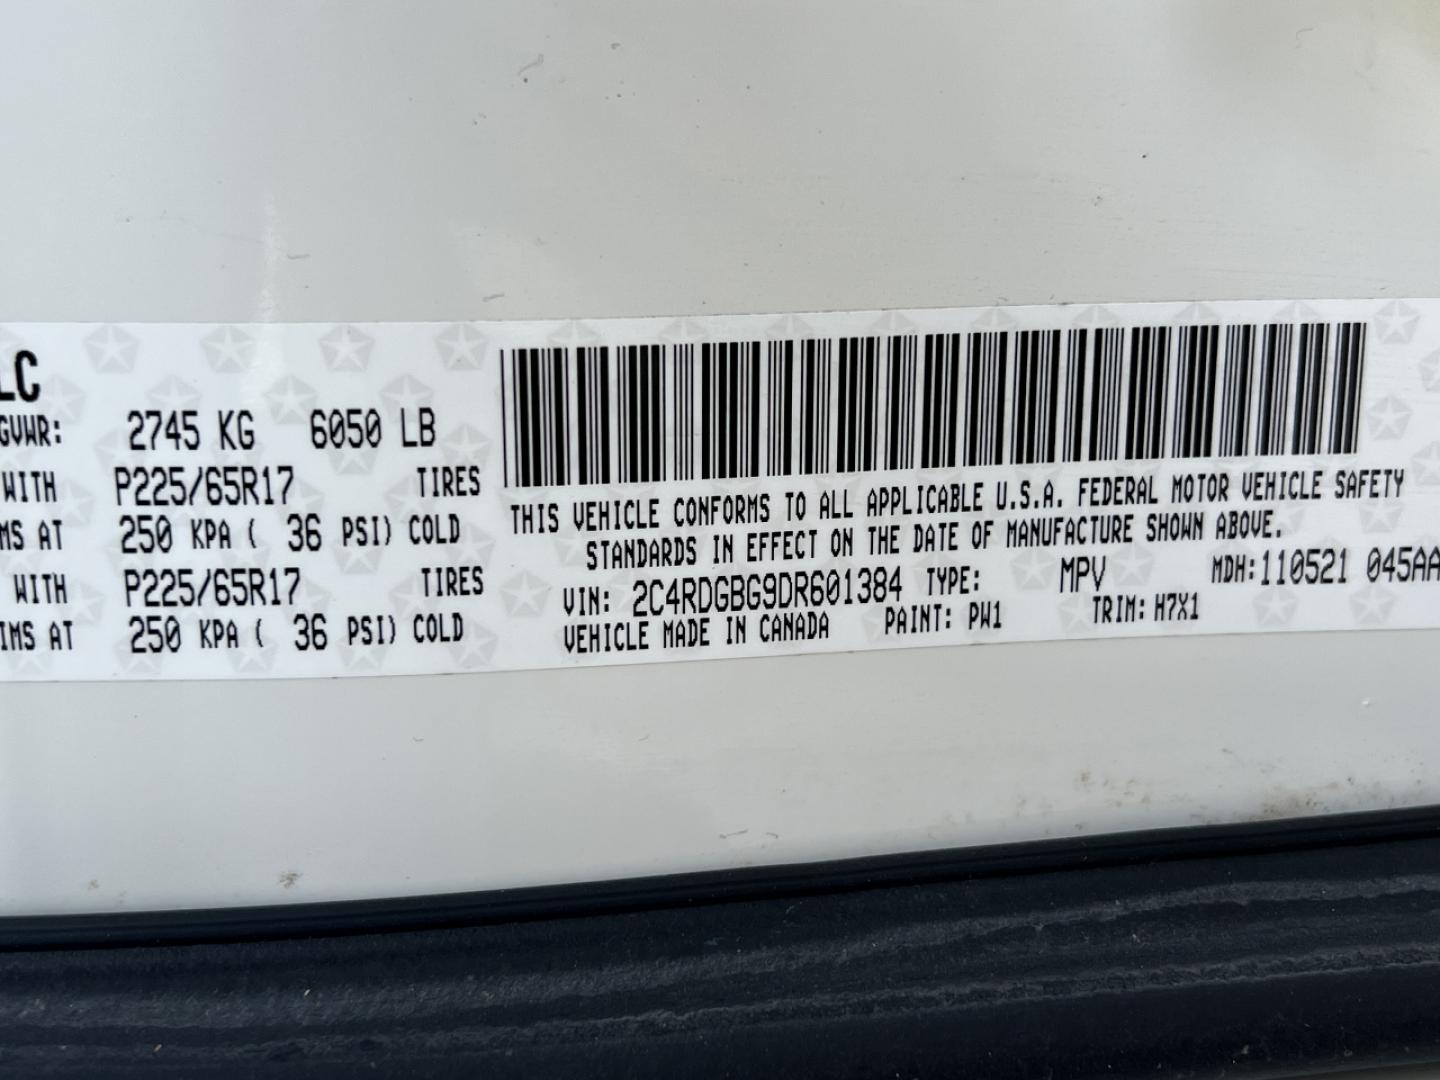 LC
GVWR: 2745 KG 6050 LB
WITH P225/65R17 TIRES
MS AT 250 KPA ( 36 PSI) COLD
WITH P225/65R17 TIRES
IMS AT 250 KPA ( 36 PSI) COLD
THIS VEHICLE CONFORMS TO ALL APPLICABLE U.S.A. FEDERAL MOTOR VEHICLE SAFETY
STANDARDS IN EFFECT ON THE DATE OF MANUFACTURE SHOWN ABOVE.
VIN: 2C4RDGBG9DR601384 TYPE: MPV MDH:110521 045AA
VEHICLE MADE IN CANADA PAINT: PW1 TRIM: H7X1